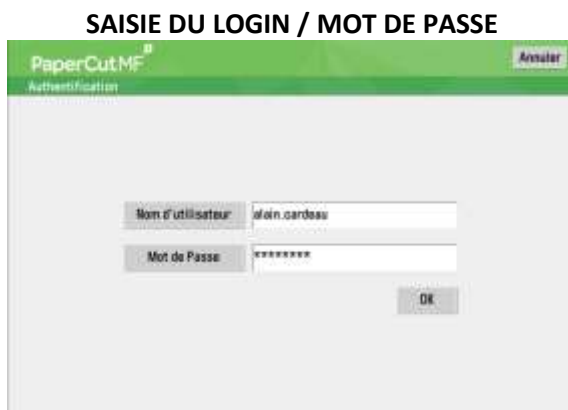 SAISIE DU LOGIN / MOT DE PASSE
PaperCutMF
Annuler
Authentification
Nom d'utilisateur alain.cardeau
Mot de Passe ********
OK